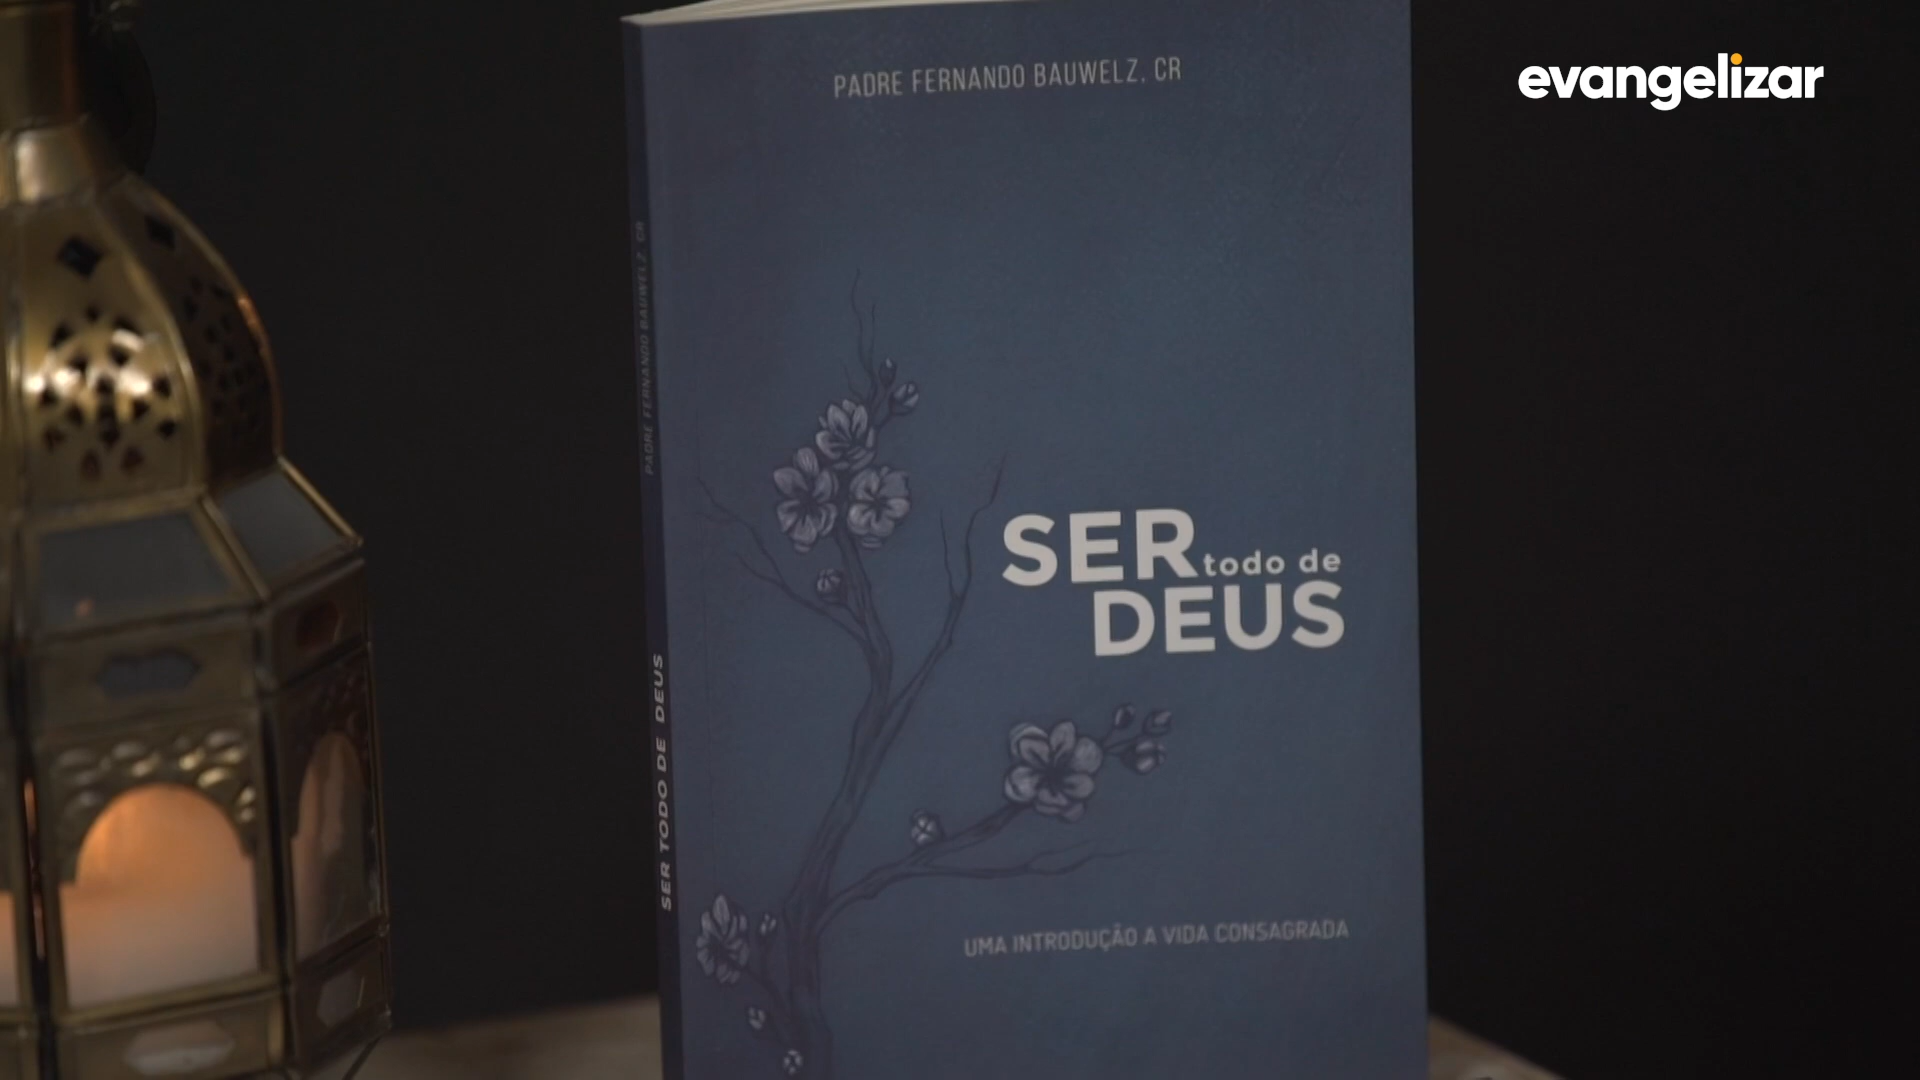 PADRE FERNANDO BAUWELZ, CR
evangelizar
PADRE FERNANDO BAUWELZ CR
SER todo de
DEUS
SER TODO DE DEUS
UMA INTRODUÇÃO A VIDA CONSAGRADA